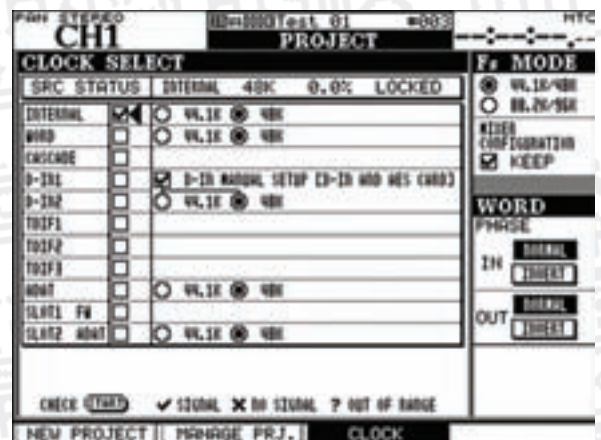 PAN STEREO
CH1
Test 01
PROJECT
MTC
--:--:--.--
CLOCK SELECT
SRC STATUS INTERNAL 48K 0.0% LOCKED
INTERNAL 44.1K 48K
WORD 44.1K 48K
CASCADE
D-IN1 D-IN MANUAL SETUP [D-IN AND AES CARD]
D-IN2 44.1K 48K
TDIF1
TDIF2
TDIF3
ADAT 44.1K 48K
SLOT1 FW
SLOT2 ADAT 44.1K 48K
CHECK START ✓ SIGNAL ✕ NO SIGNAL ? OUT OF RANGE
NEW PROJECT MANAGE PRJ. CLOCK
Fs MODE
44.1K/48K
88.2K/96K
MIXER
CONFIGURATION
KEEP
WORD
PHASE
IN NORMAL
INVERT
OUT NORMAL
INVERT